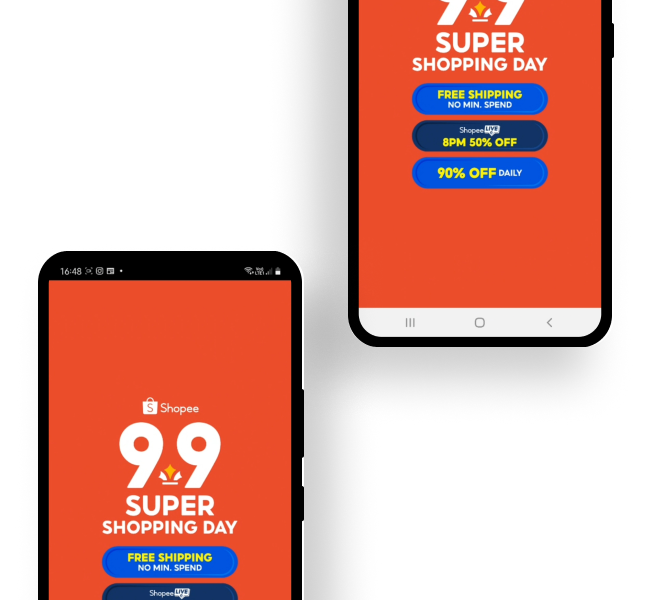 9.9
SUPER
SHOPPING DAY
FREE SHIPPING
NO MIN. SPEND
Shopee LIVE
8PM 50% OFF
90% OFF DAILY
16:48
Shopee
9.9
SUPER
SHOPPING DAY
FREE SHIPPING
NO MIN. SPEND
Shopee LIVE